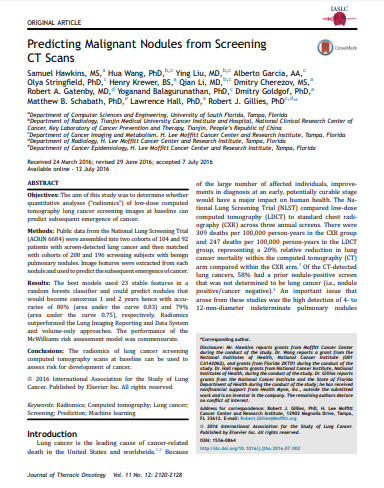 ORIGINAL ARTICLE
IASLC
Predicting Malignant Nodules from Screening
CT Scans
CrossMark
Samuel Hawkins, MS,a Hua Wang, PhD,b,c Ying Liu, MD,b,c Alberto Garcia, AA,c
Olya Stringfield, PhD,c Henry Krewer, BS,a Qian Li, MD,b,c Dmitry Cherezov, MS,a
Robert A. Gatenby, MD,d Yoganand Balagurunathan, PhD,c Dmitry Goldgof, PhD,a
Matthew B. Schabath, PhD,e Lawrence Hall, PhD,a Robert J. Gillies, PhDc,d,*
aDepartment of Computer Sciences and Engineering, University of South Florida, Tampa, Florida
bDepartment of Radiology, Tianjin Medical University Cancer Institute and Hospital, National Clinical Research Center of
Cancer, Key Laboratory of Cancer Prevention and Therapy, Tianjin, People's Republic of China
cDepartment of Cancer Imaging and Metabolism, H. Lee Moffitt Cancer Center and Research Institute, Tampa, Florida
dDepartment of Radiology, H. Lee Moffitt Cancer Center and Research Institute, Tampa, Florida
eDepartment of Cancer Epidemiology, H. Lee Moffitt Cancer Center and Research Institute, Tampa, Florida
Received 24 March 2016; revised 29 June 2016; accepted 7 July 2016
Available online - 12 July 2016
ABSTRACT
Objectives: The aim of this study was to determine whether
quantitative analyses ("radiomics") of low-dose computed
tomography lung cancer screening images at baseline can
predict subsequent emergence of cancer.
Methods: Public data from the National Lung Screening Trial
(ACRIN 6684) were assembled into two cohorts of 104 and 92
patients with screen-detected lung cancer and then matched
with cohorts of 208 and 196 screening subjects with benign
pulmonary nodules. Image features were extracted from each
nodule and used to predict the subsequent emergence of cancer.
Results: The best models used 23 stable features in a
random forests classifier and could predict nodules that
would become cancerous 1 and 2 years hence with accu-
racies of 80% (area under the curve 0.83) and 79%
(area under the curve 0.75), respectively. Radiomics
outperformed the Lung Imaging Reporting and Data System
and volume-only approaches. The performance of the
McWilliams risk assessment model was commensurate.
Conclusions: The radiomics of lung cancer screening
computed tomography scans at baseline can be used to
assess risk for development of cancer.
© 2016 International Association for the Study of Lung
Cancer. Published by Elsevier Inc. All rights reserved.
Keywords: Radiomics; Computed tomography; Lung cancer;
Screening; Prediction; Machine learning
Introduction
Lung cancer is the leading cause of cancer-related
death in the United States and worldwide.1,2 Because
of the large number of affected individuals, improve-
ments in diagnosis at an early, potentially curable stage
would have a major impact on human health. The Na-
tional Lung Screening Trial (NLST) compared low-dose
computed tomography (LDCT) to standard chest radi-
ography (CXR) across three annual screens. There were
309 deaths per 100,000 person-years in the CXR group
and 247 deaths per 100,000 person-years in the LDCT
group, representing a 20% relative reduction in lung
cancer mortality within the computed tomography (CT)
arm compared within the CXR arm.3 Of the CT-detected
lung cancers, 58% had a prior nodule-positive screen
that was not determined to be lung cancer (i.e., nodule
positive/cancer negative). An important issue that
arose from these studies was the high detection of 4- to
12-mm-diameter indeterminate pulmonary nodules
*Corresponding author.
Disclosure: Mr. Hawkins reports grants from Moffitt Cancer Center
during the conduct of the study. Dr. Wang reports a grant from the
National Institutes of Health, National Cancer Institute (U01
CA143062), and grants from Florida 2KT01 during the conduct of the
study. Dr. Hall reports grants from National Cancer Institute, National
Institutes of Health, during the conduct of the study. Dr. Gillies reports
grants from the National Cancer Institute and the State of Florida
Department of Health during the conduct of the study; he has received
nonfinancial support from Health Myne, Inc., outside the submitted
work and is an investor in the company. The remaining authors declare
no conflict of interest.
Address for correspondence: Robert J. Gillies, PhD, H. Lee Moffitt
Cancer Center and Research Institute, 12902 Magnolia Drive, Tampa,
FL 33612. E-mail: Robert.Gillies@moffitt.org
© 2016 International Association for the Study of Lung Cancer.
Published by Elsevier Inc. All rights reserved.
ISSN: 1556-0864
http://dx.doi.org/10.1016/j.jtho.2016.07.002
Journal of Thoracic Oncology Vol. 11 No. 12: 2120-2128